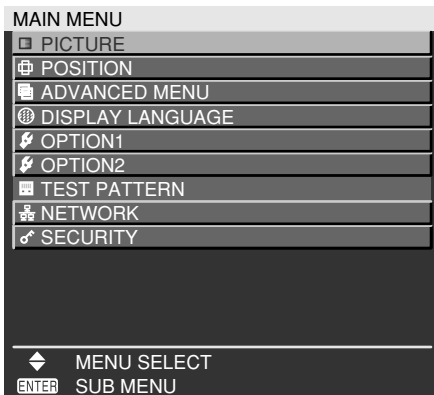 MAIN MENU
PICTURE
POSITION
ADVANCED MENU
DISPLAY LANGUAGE
OPTION1
OPTION2
TEST PATTERN
NETWORK
SECURITY
MENU SELECT
ENTER SUB MENU